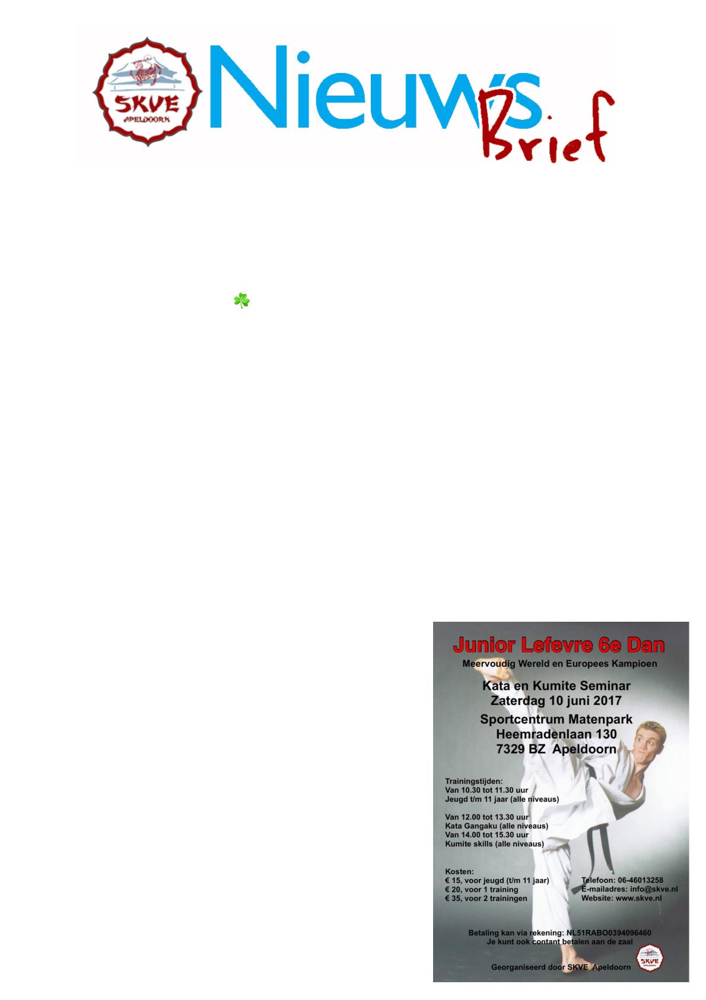 SKVE
APELDOORN
Nieuws
Brief
Junior Lefevre 6e Dan
Meervoudig Wereld en Europees Kampioen
Kata en Kumite Seminar
Zaterdag 10 juni 2017
Sportcentrum Matenpark
Heemradenlaan 130
7329 BZ Apeldoorn
Trainingstijden:
Van 10.30 tot 11.30 uur
Jeugd t/m 11 jaar (alle niveaus)
Van 12.00 tot 13.30 uur
Kata Gangaku (alle niveaus)
Van 14.00 tot 15.30 uur
Kumite skills (alle niveaus)
Kosten:
€ 15, voor jeugd (t/m 11 jaar)
€ 20, voor 1 training
€ 35, voor 2 trainingen
Telefoon: 06-46013258
E-mailadres: info@skve.nl
Website: www.skve.nl
Betaling kan via rekening: NL51RABO0394096460
Je kunt ook contant betalen aan de zaal
Georganiseerd door SKVE Apeldoorn
SKVE
APELDOORN